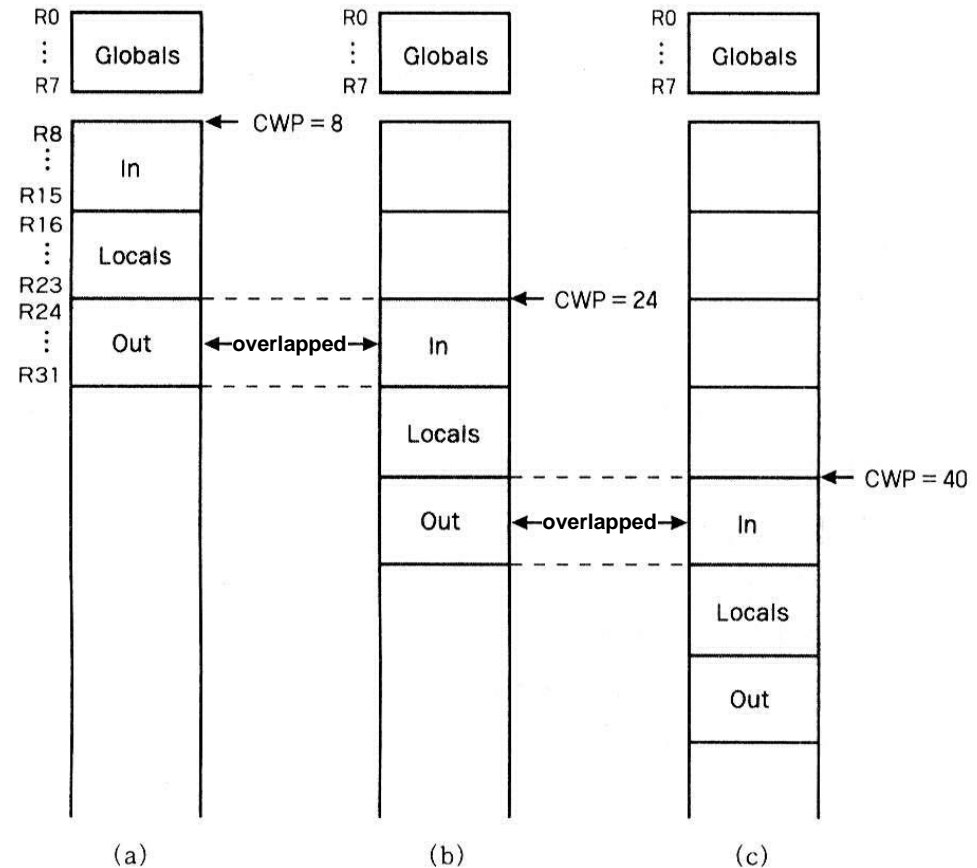 R0
⋮
R7
Globals
R8
⋮
R15
In
R16
⋮
R23
Locals
R24
⋮
R31
Out
CWP = 8
(a)
overlapped
R0
⋮
R7
Globals
CWP = 24
In
Locals
Out
(b)
overlapped
R0
⋮
R7
Globals
CWP = 40
In
Locals
Out
(c)